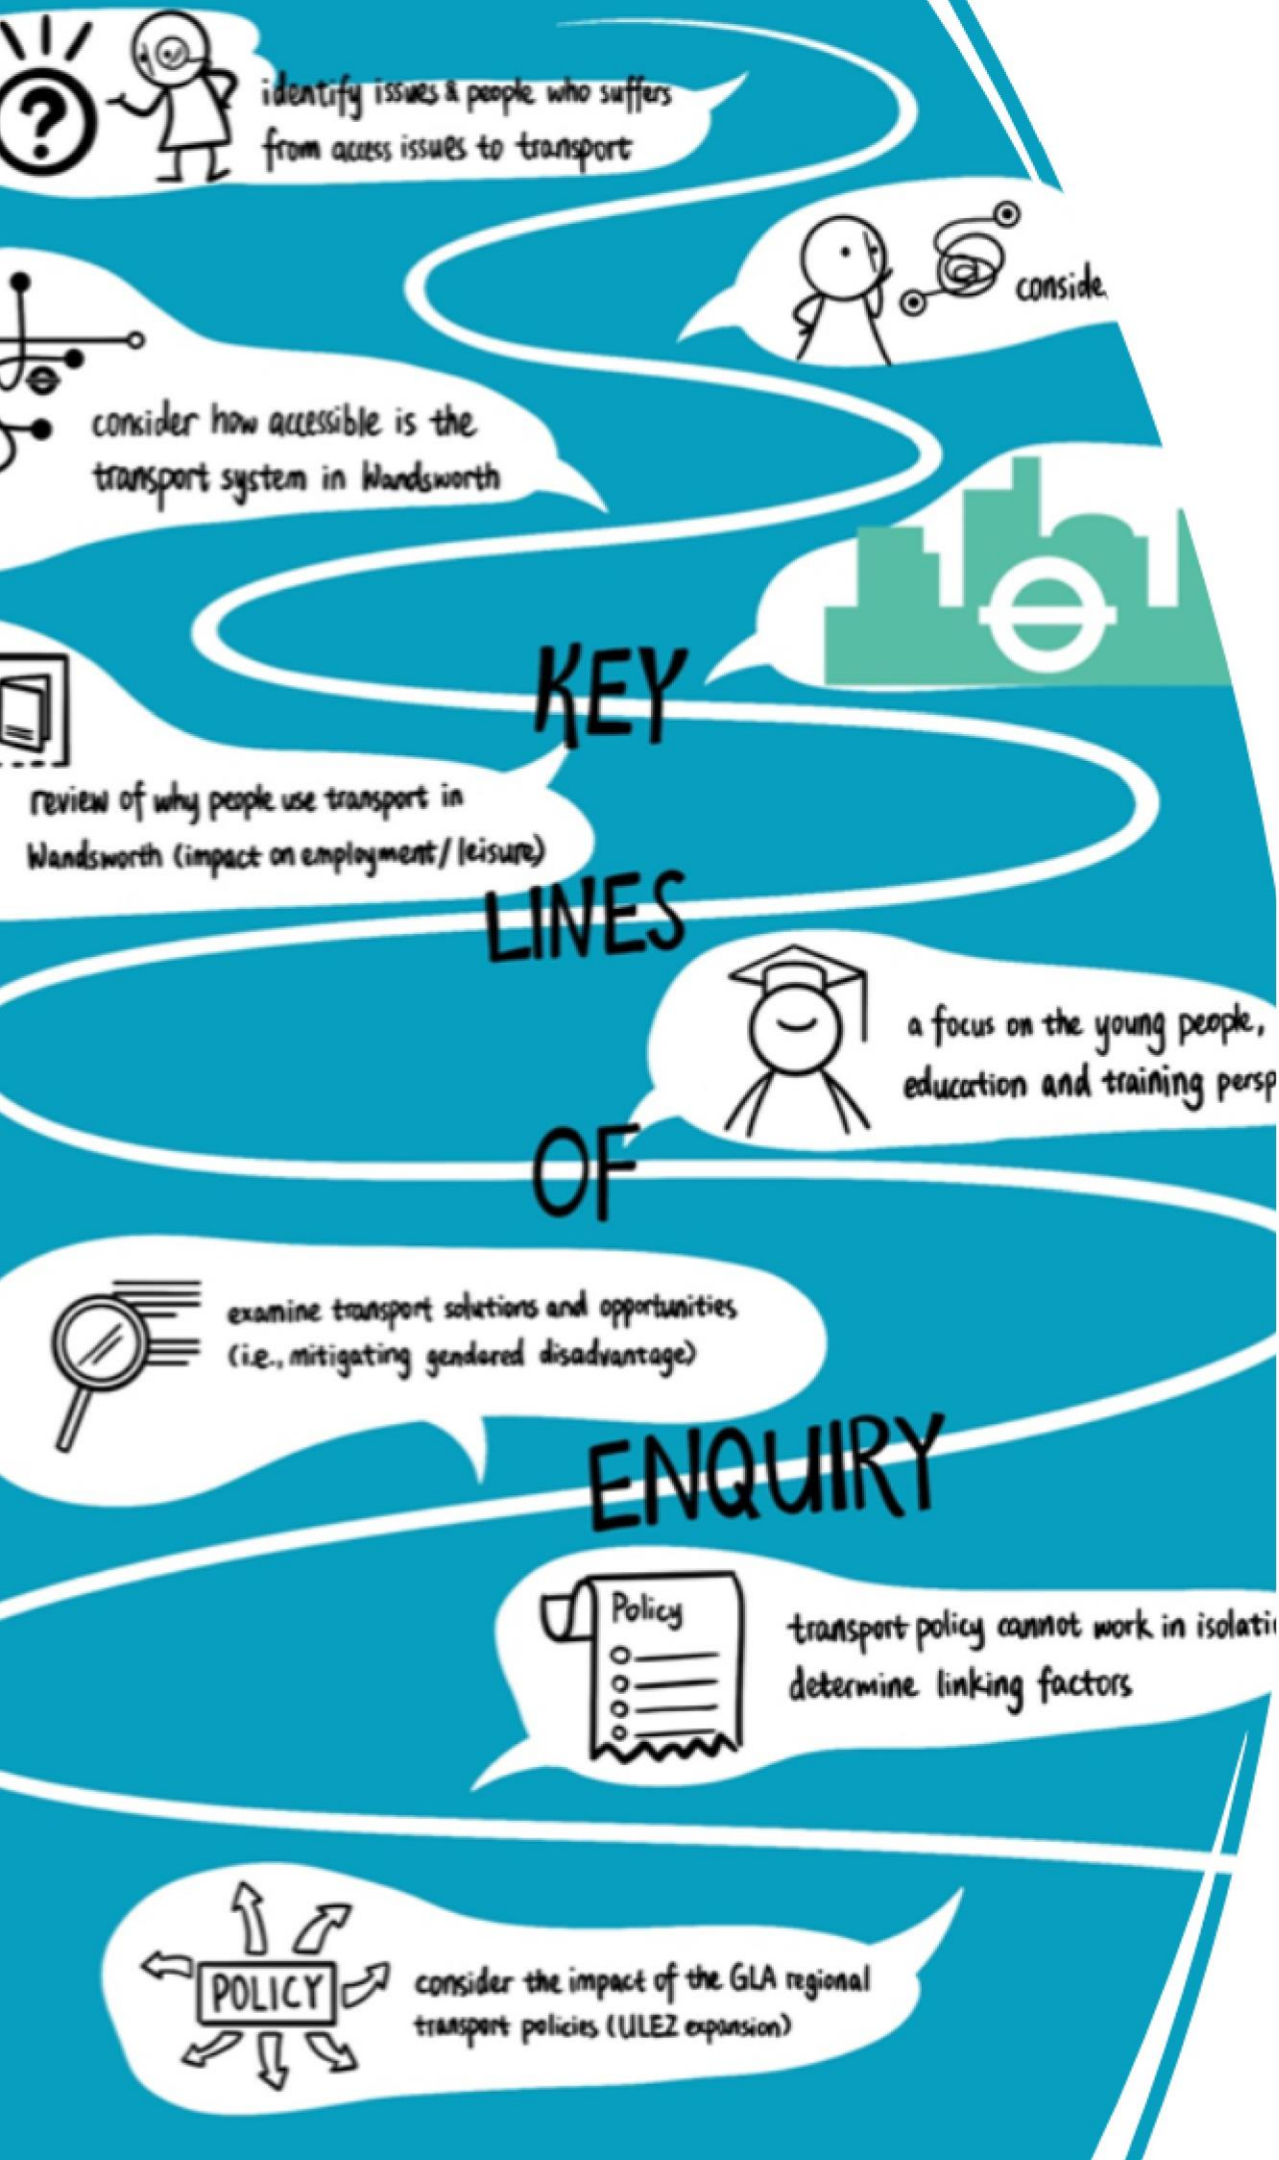 identify issues & people who suffers
from access issues to transport
conside
consider how accessible is the
transport system in Wandsworth
KEY
review of why people use transport in
Wandsworth (impact on employment/leisure)
LINES
a focus on the young people,
education and training persp
OF
examine transport solutions and opportunities
(i.e., mitigating gendered disadvantage)
ENQUIRY
Policy
transport policy cannot work in isolati
determine linking factors
POLICY
consider the impact of the GLA regional
transport policies (ULEZ expansion)